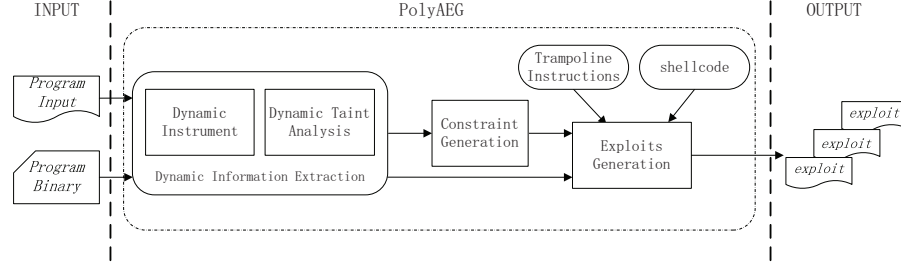 INPUT
PolyAEG
OUTPUT
Program
Input
Program
Binary
Dynamic
Instrument
Dynamic Taint
Analysis
Dynamic Information Extraction
Constraint
Generation
Trampoline
Instructions
shellcode
Exploits
Generation
exploit
exploit
exploit